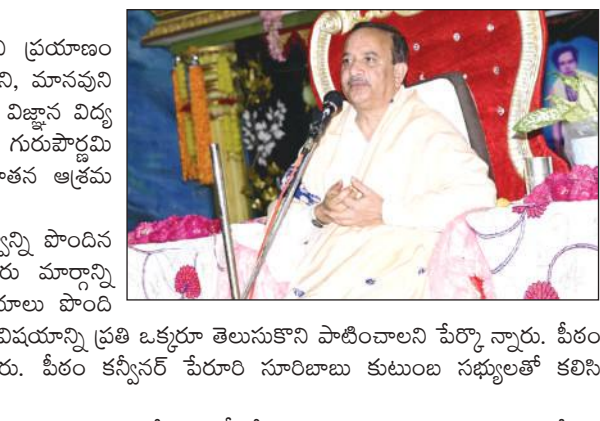 ప్రయాణం
ని, మానవుని
విజ్ఞాన విద్య
గురుపౌర్ణమి
తన ఆశ్రమ
న్ని పొందిన
రు మార్గాన్ని
పొంది
విషయాన్ని ప్రతి ఒక్కరూ తెలుసుకొని పాటించాలని పేర్కొ న్నారు. పీఠం
రు. పీఠం కన్వీనర్ పేరూరి సూరిబాబు కుటుంబ సభ్యులతో కలిసి